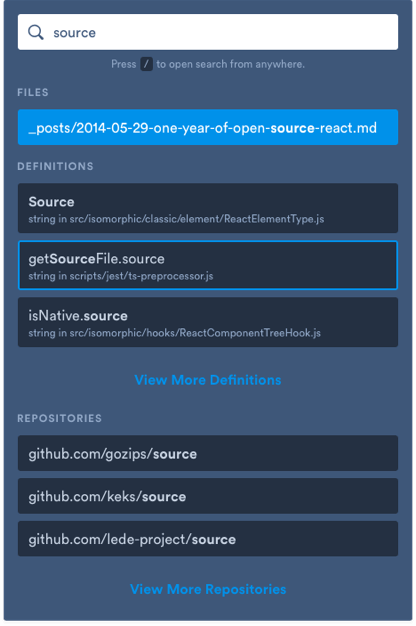 source
Press / to open search from anywhere.
FILES
_posts/2014-05-29-one-year-of-open-source-react.md
DEFINITIONS
Source
string in src/isomorphic/classic/element/ReactElementType.js
getSourceFile.source
string in scripts/jest/ts-preprocessor.js
isNative.source
string in src/isomorphic/hooks/ReactComponentTreeHook.js
View More Definitions
REPOSITORIES
github.com/gozips/source
github.com/keks/source
github.com/lede-project/source
View More Repositories